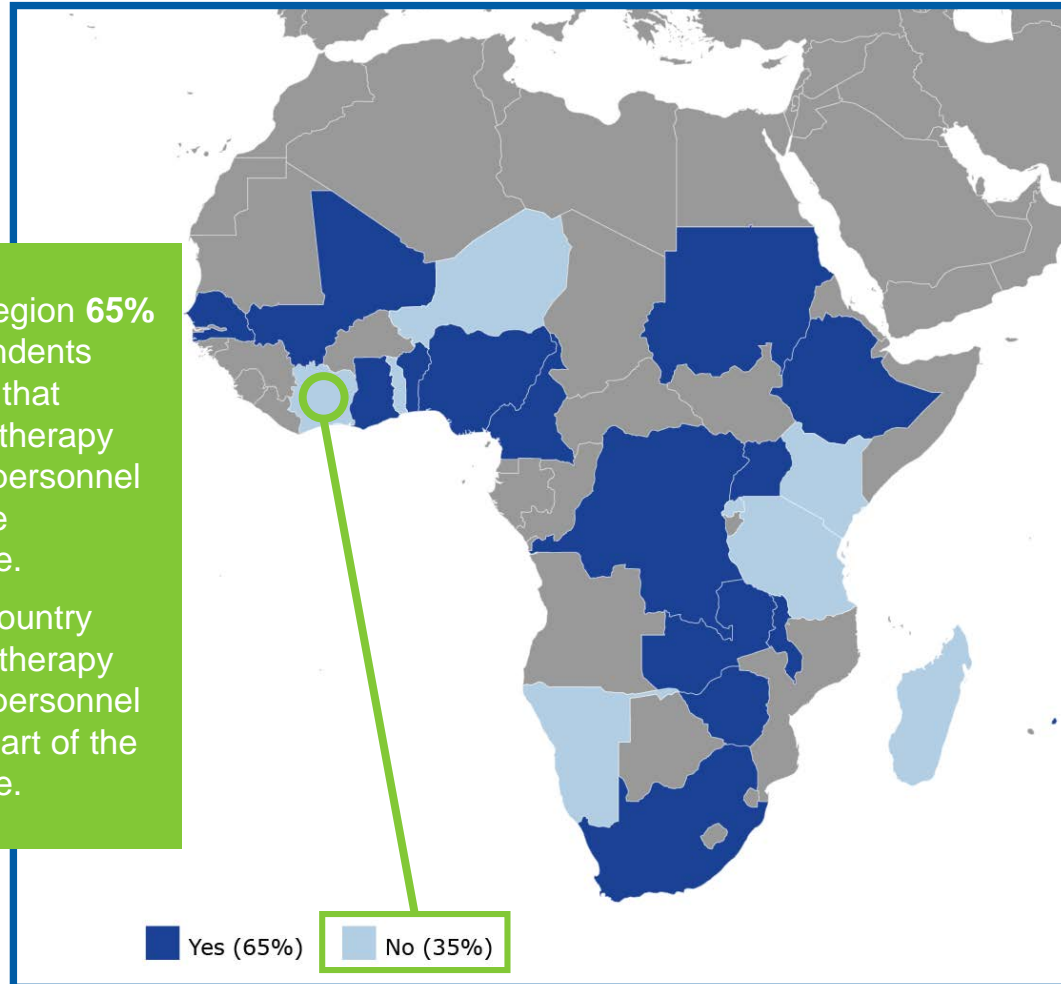 egion 65%
ndents
that
therapy
personnel
e
e.
ountry
therapy
personnel
art of the
e.
Yes (65%)
No (35%)